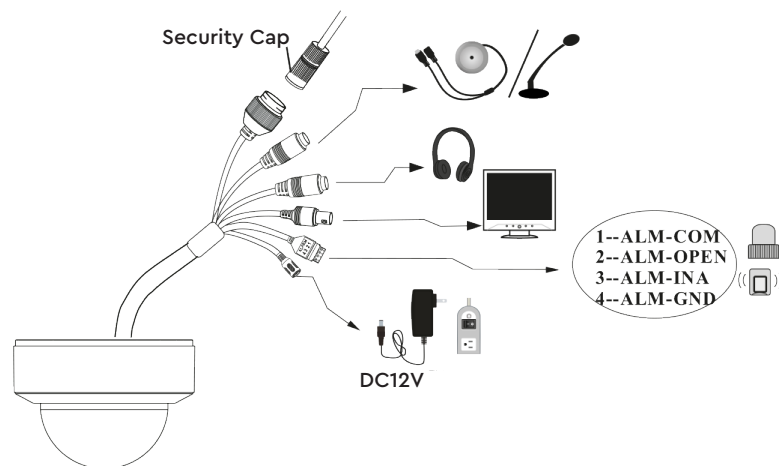 Security Cap
1--ALM-COM
2--ALM-OPEN
3--ALM-INA
4--ALM-GND
DC12V